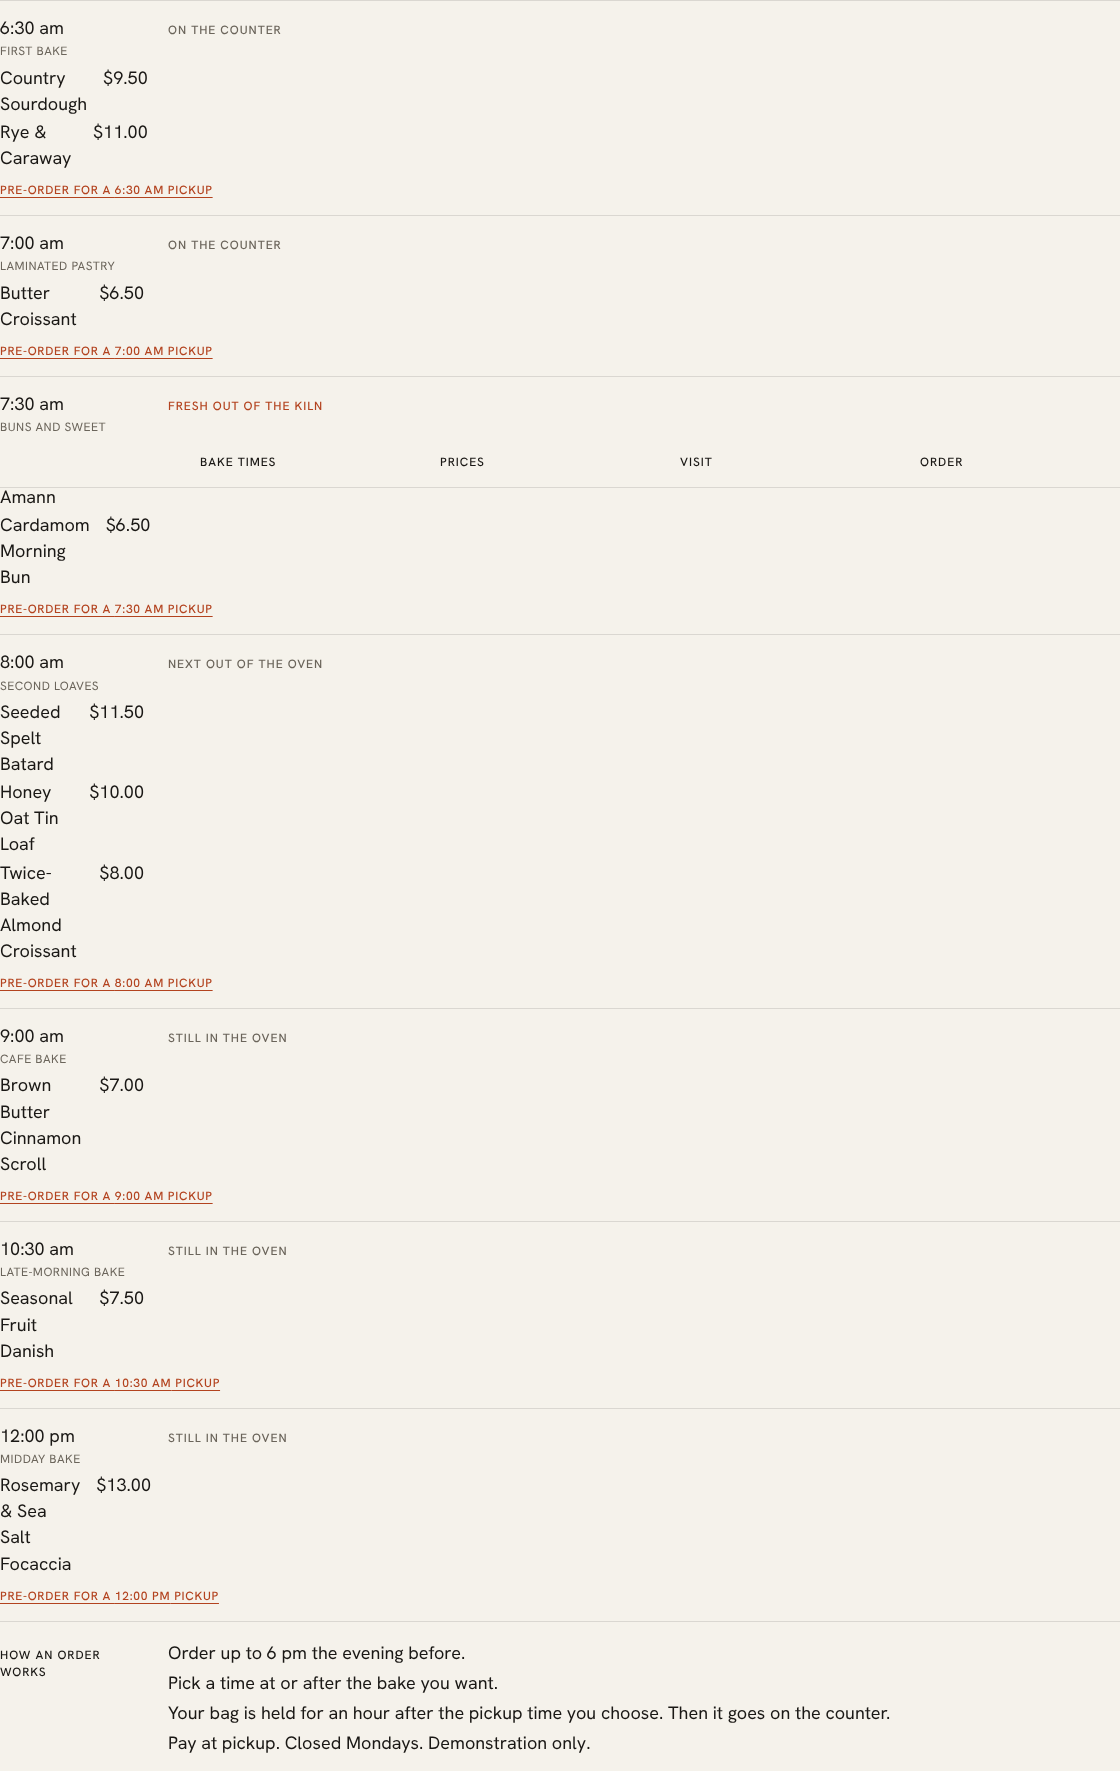 6:30 am
ON THE COUNTER
FIRST BAKE
Country $9.50
Sourdough
Rye & $11.00
Caraway
PRE-ORDER FOR A 6:30 AM PICKUP
7:00 am
ON THE COUNTER
LAMINATED PASTRY
Butter $6.50
Croissant
PRE-ORDER FOR A 7:00 AM PICKUP
7:30 am
FRESH OUT OF THE KILN
BUNS AND SWEET
BAKE TIMES PRICES VISIT ORDER
Amann
Cardamom $6.50
Morning
Bun
PRE-ORDER FOR A 7:30 AM PICKUP
8:00 am
NEXT OUT OF THE OVEN
SECOND LOAVES
Seeded $11.50
Spelt
Batard
Honey $10.00
Oat Tin
Loaf
Twice- $8.00
Baked
Almond
Croissant
PRE-ORDER FOR A 8:00 AM PICKUP
9:00 am
STILL IN THE OVEN
CAFE BAKE
Brown $7.00
Butter
Cinnamon
Scroll
PRE-ORDER FOR A 9:00 AM PICKUP
10:30 am
STILL IN THE OVEN
LATE-MORNING BAKE
Seasonal $7.50
Fruit
Danish
PRE-ORDER FOR A 10:30 AM PICKUP
12:00 pm
STILL IN THE OVEN
MIDDAY BAKE
Rosemary $13.00
& Sea
Salt
Focaccia
PRE-ORDER FOR A 12:00 PM PICKUP
HOW AN ORDER
WORKS
Order up to 6 pm the evening before.
Pick a time at or after the bake you want.
Your bag is held for an hour after the pickup time you choose. Then it goes on the counter.
Pay at pickup. Closed Mondays. Demonstration only.